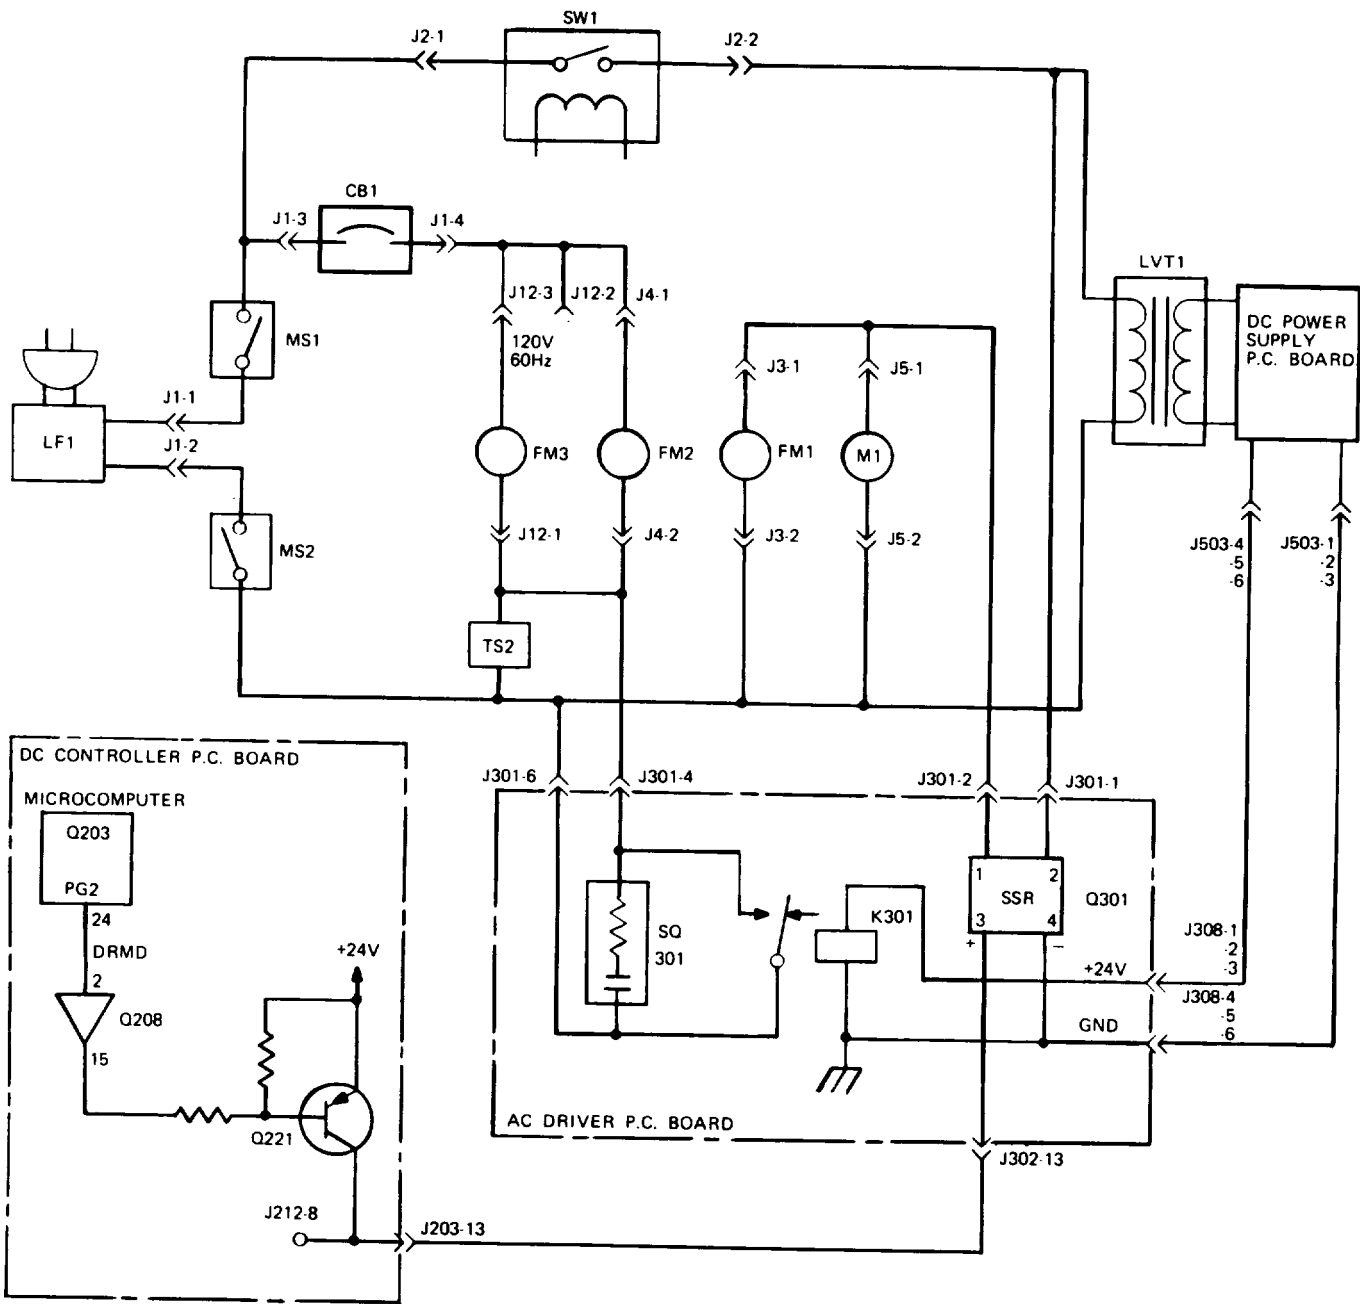 SW1
J2-1
J2-2
CB1
J1-3
J1-4
LVT1
J12-3
J12-2
J4-1
MS1
120V
60Hz
DC POWER
SUPPLY
P.C. BOARD
J3-1
J5-1
J1-1
LF1
J1-2
FM3
FM2
FM1
M1
J12-1
J4-2
J3-2
J5-2
MS2
J503-4
-5
-6
J503-1
-2
-3
TS2
DC CONTROLLER P.C. BOARD
J301-6
J301-4
J301-2
J301-1
MICROCOMPUTER
Q203
PG2
24
DRMD
2
Q208
15
+24V
Q221
J212-8
J203-13
SQ
301
K301
1
2
SSR
3
4
+
−
Q301
J308-1
-2
-3
+24V
J308-4
-5
-6
GND
AC DRIVER P.C. BOARD
J302-13